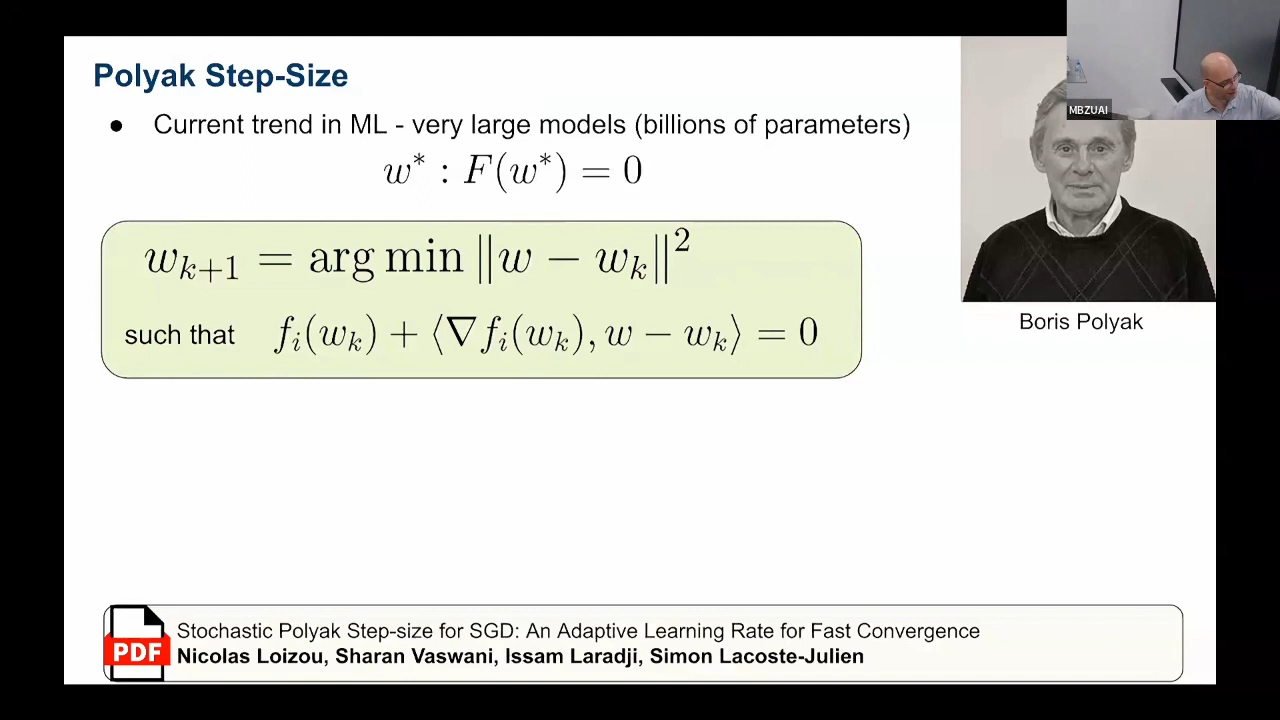 Polyak Step-Size
● Current trend in ML - very large models (billions of parameters)
w* : F(w*) = 0
w_{k+1} = arg min ‖w − w_k‖²
such that f_i(w_k) + ⟨∇f_i(w_k), w − w_k⟩ = 0
MBZUAI
Boris Polyak
PDF
Stochastic Polyak Step-size for SGD: An Adaptive Learning Rate for Fast Convergence
Nicolas Loizou, Sharan Vaswani, Issam Laradji, Simon Lacoste-Julien